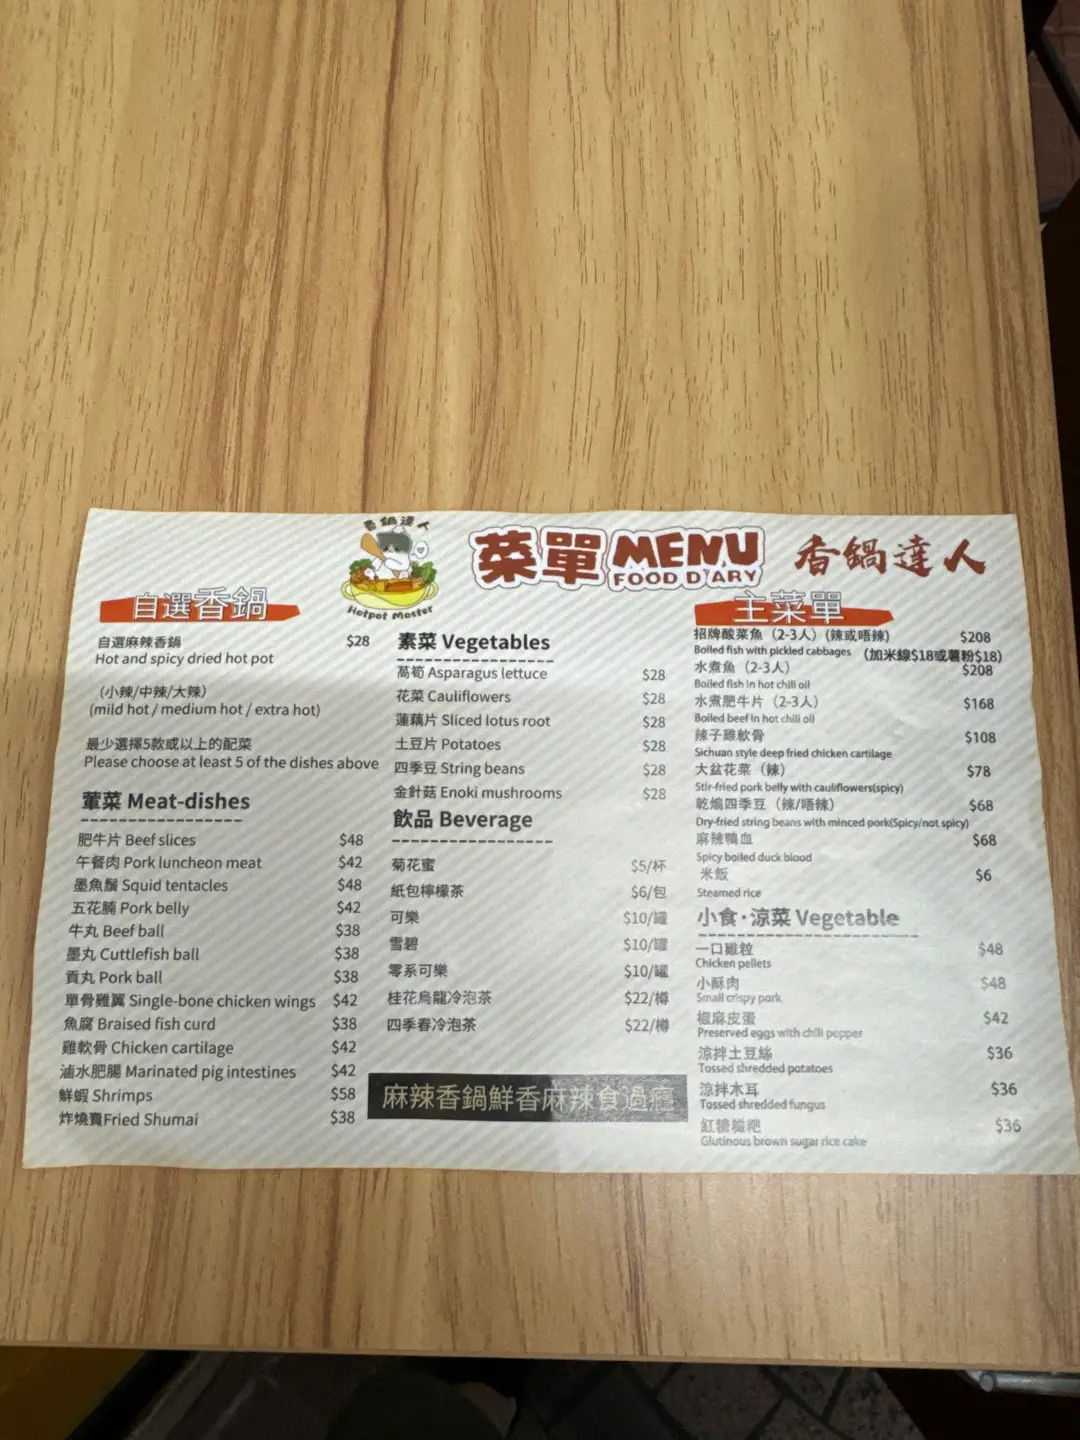 香鍋達人
Hotpot Master
菜單 MENU
FOOD D'ARY
香鍋達人
自選香鍋
自選麻辣香鍋 $28
Hot and spicy dried hot pot
（小辣/中辣/大辣）
(mild hot / medium hot / extra hot)
最少選擇5款或以上的配菜
Please choose at least 5 of the dishes above
葷菜 Meat-dishes
肥牛片 Beef slices $48
午餐肉 Pork luncheon meat $42
墨魚鬚 Squid tentacles $48
五花腩 Pork belly $42
牛丸 Beef ball $38
墨丸 Cuttlefish ball $38
貢丸 Pork ball $38
單骨雞翼 Single-bone chicken wings $42
魚腐 Braised fish curd $38
雞軟骨 Chicken cartilage $42
滷水肥腸 Marinated pig intestines $42
鮮蝦 Shrimps $58
炸燒賣Fried Shumai $38
素菜 Vegetables
萵筍 Asparagus lettuce $28
花菜 Cauliflowers $28
蓮藕片 Sliced lotus root $28
土豆片 Potatoes $28
四季豆 String beans $28
金針菇 Enoki mushrooms $28
飲品 Beverage
菊花蜜 $5/杯
紙包檸檬茶 $6/包
可樂 $10/罐
雪碧 $10/罐
零系可樂 $10/罐
桂花烏龍冷泡茶 $22/樽
四季春冷泡茶 $22/樽
麻辣香鍋鮮香麻辣食過癮
主菜單
招牌酸菜魚（2-3人）(辣或唔辣) $208
Boiled fish with pickled cabbages （加米線$18或薯粉$18）
水煮魚（2-3人） $208
Boiled fish in hot chili oil
水煮肥牛片（2-3人） $168
Boiled beef in hot chili oil
辣子雞軟骨 $108
Sichuan style deep fried chicken cartilage
大盆花菜（辣） $78
Stir-fried pork belly with cauliflowers(spicy)
乾煸四季豆（辣/唔辣） $68
Dry-fried string beans with minced pork(Spicy/not spicy)
麻辣鴨血 $68
Spicy boiled duck blood
米飯 $6
Steamed rice
小食·涼菜 Vegetable
一口雞粒 $48
Chicken pellets
小酥肉 $48
Small crispy pork
椒麻皮蛋 $42
Preserved eggs with chili pepper
涼拌土豆絲 $36
Tossed shredded potatoes
涼拌木耳 $36
Tossed shredded fungus
紅糖糍粑 $36
Glutinous brown sugar rice cake